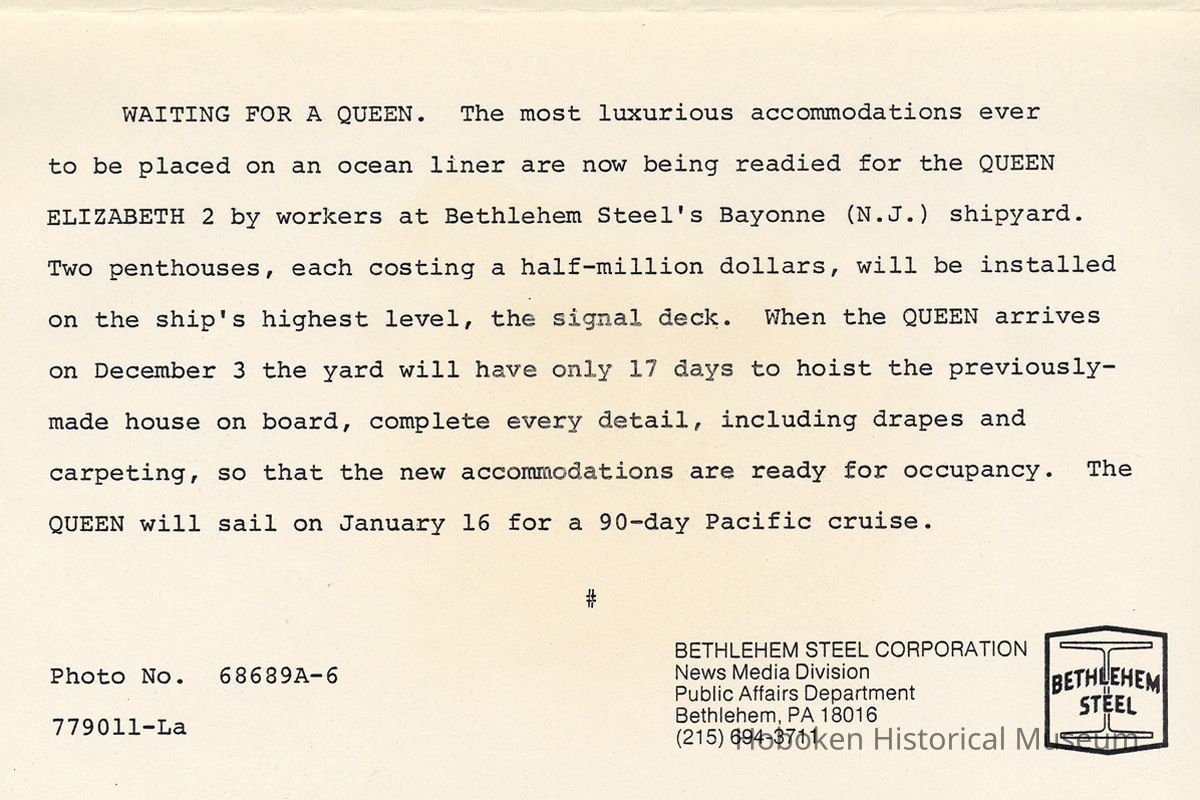 WAITING FOR A QUEEN. The most luxurious accommodations ever
to be placed on an ocean liner are now being readied for the QUEEN
ELIZABETH 2 by workers at Bethlehem Steel's Bayonne (N.J.) shipyard.
Two penthouses, each costing a half-million dollars, will be installed
on the ship's highest level, the signal deck. When the QUEEN arrives
on December 3 the yard will have only 17 days to hoist the previously-
made house on board, complete every detail, including drapes and
carpeting, so that the new accommodations are ready for occupancy. The
QUEEN will sail on January 16 for a 90-day Pacific cruise.
#
Photo No. 68689A-6
779011-La
BETHLEHEM STEEL CORPORATION
News Media Division
Public Affairs Department
Bethlehem, PA 18016
(215) 694-3711
BETHLEHEM
STEEL
Hoboken Historical Museum